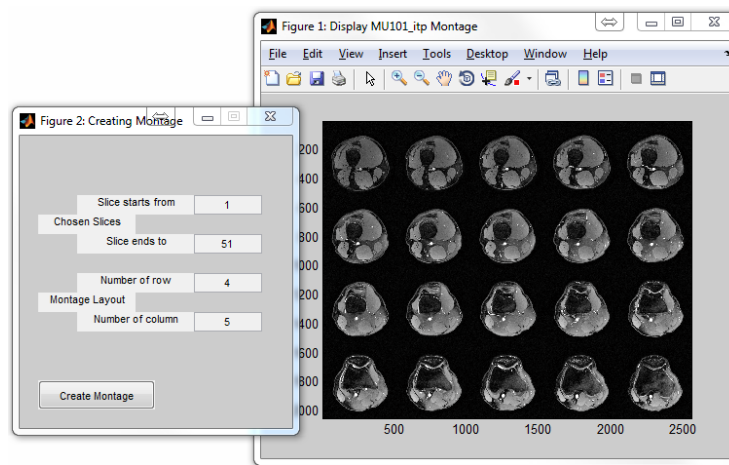 Figure 1: Display MU101_itp Montage
File Edit View Insert Tools Desktop Window Help
Figure 2: Creating Montage
Slice starts from 1
Chosen Slices
Slice ends to 51
Number of row 4
Montage Layout
Number of column 5
Create Montage
200
400
600
800
000
200
400
600
800
000
500 1000 1500 2000 2500